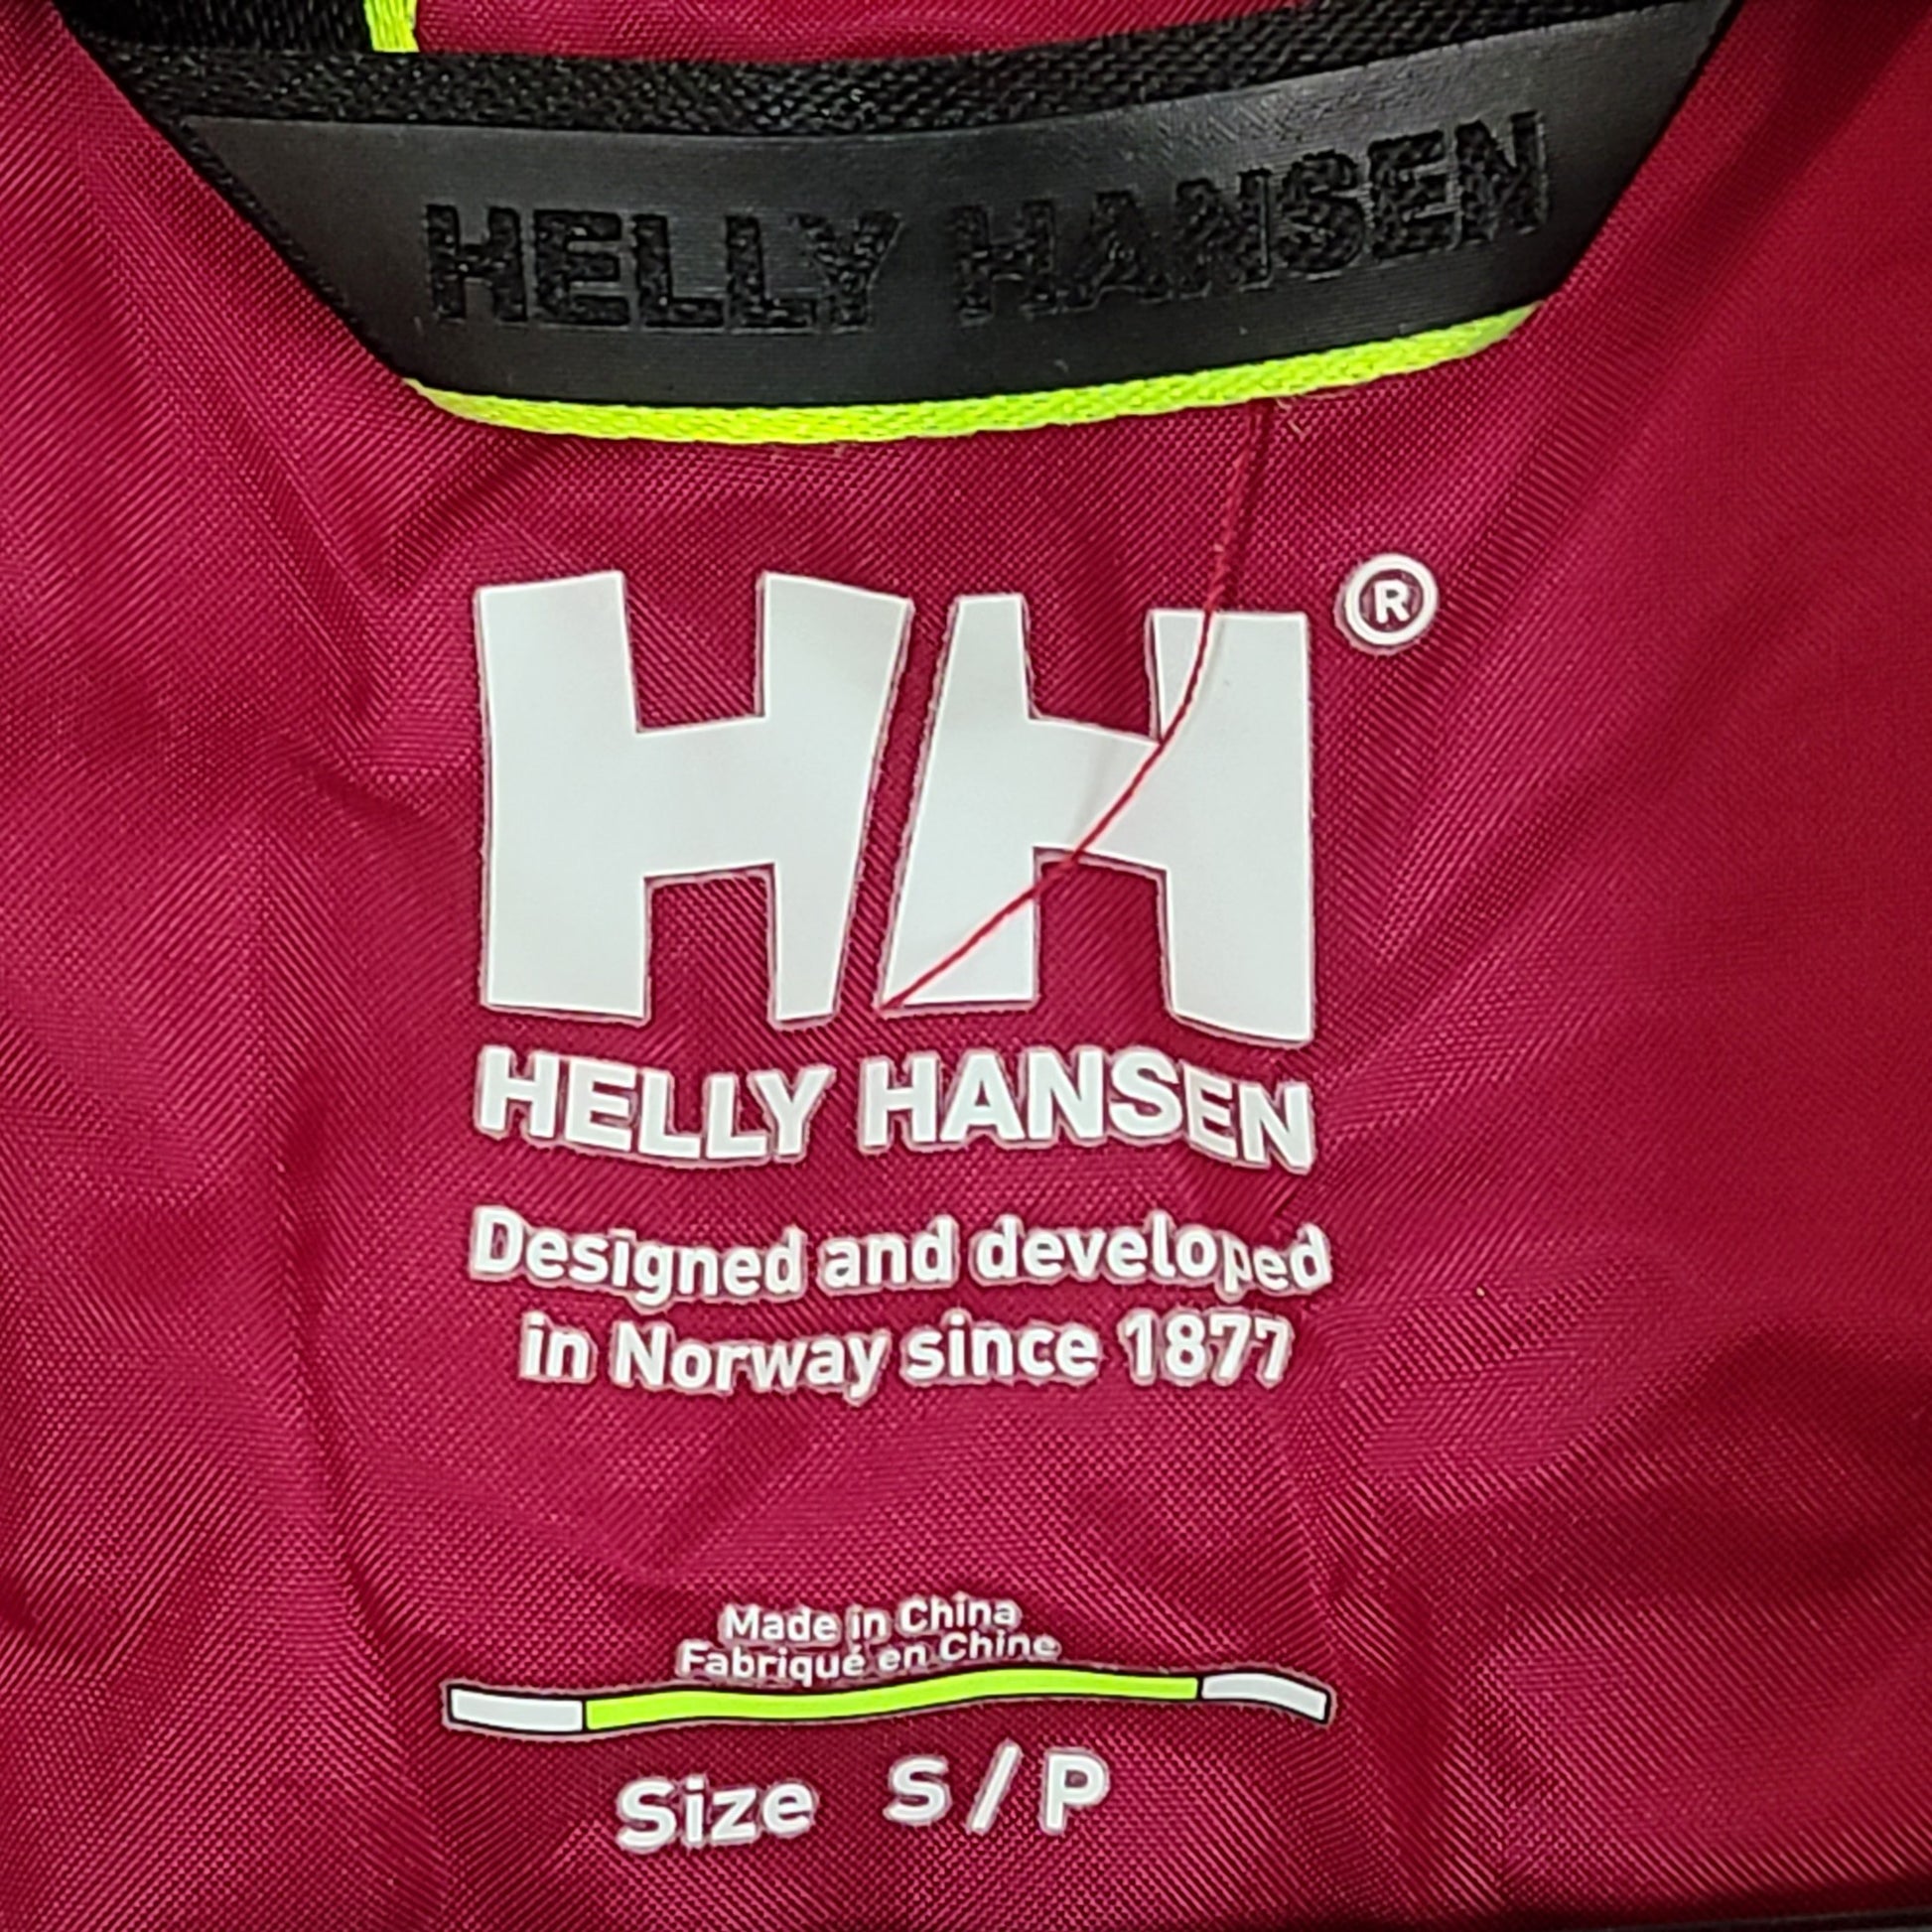 HELLY HANSEN
HH®
HELLY HANSEN
Designed and developed
in Norway since 1877
Made in China
Fabriqué en Chine
Size S/P